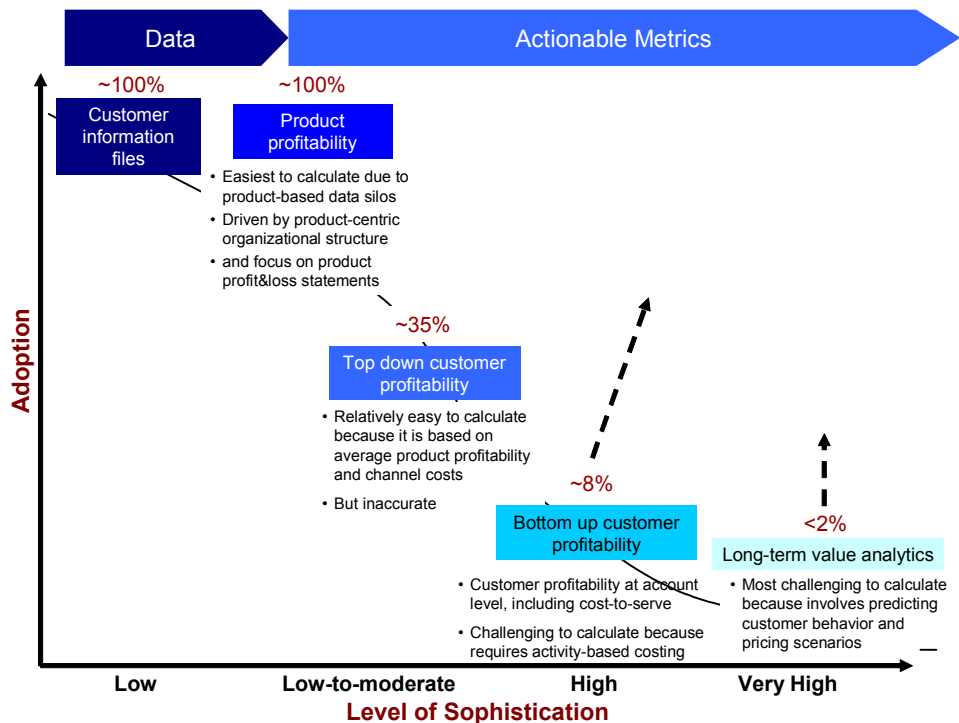 Data
Actionable Metrics
~100%
Customer
information
files
~100%
Product
profitability
• Easiest to calculate due to
product-based data silos
• Driven by product-centric
organizational structure
• and focus on product
profit&loss statements
~35%
Top down customer
profitability
• Relatively easy to calculate
because it is based on
average product profitability
and channel costs
• But inaccurate
~8%
Bottom up customer
profitability
• Customer profitability at account
level, including cost-to-serve
• Challenging to calculate because
requires activity-based costing
<2%
Long-term value analytics
• Most challenging to calculate
because involves predicting
customer behavior and
pricing scenarios
Adoption
Low
Low-to-moderate
High
Very High
Level of Sophistication